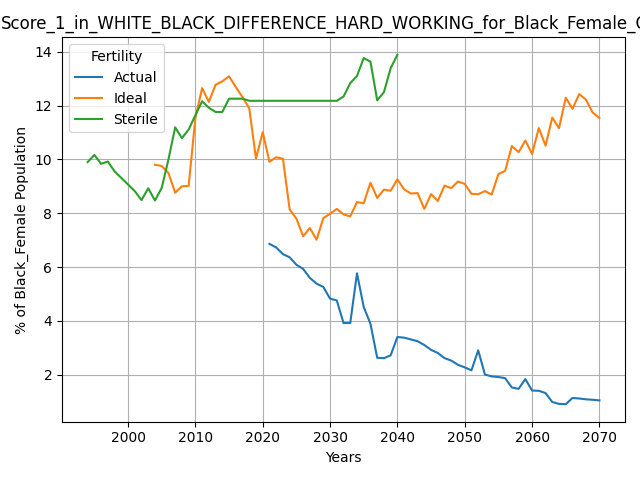 Score_1_in_WHITE_BLACK_DIFFERENCE_HARD_WORKING_for_Black_Female_
Fertility
Actual
Ideal
Sterile
% of Black_Female Population
14
12
10
8
6
4
2
2000 2010 2020 2030 2040 2050 2060 2070
Years